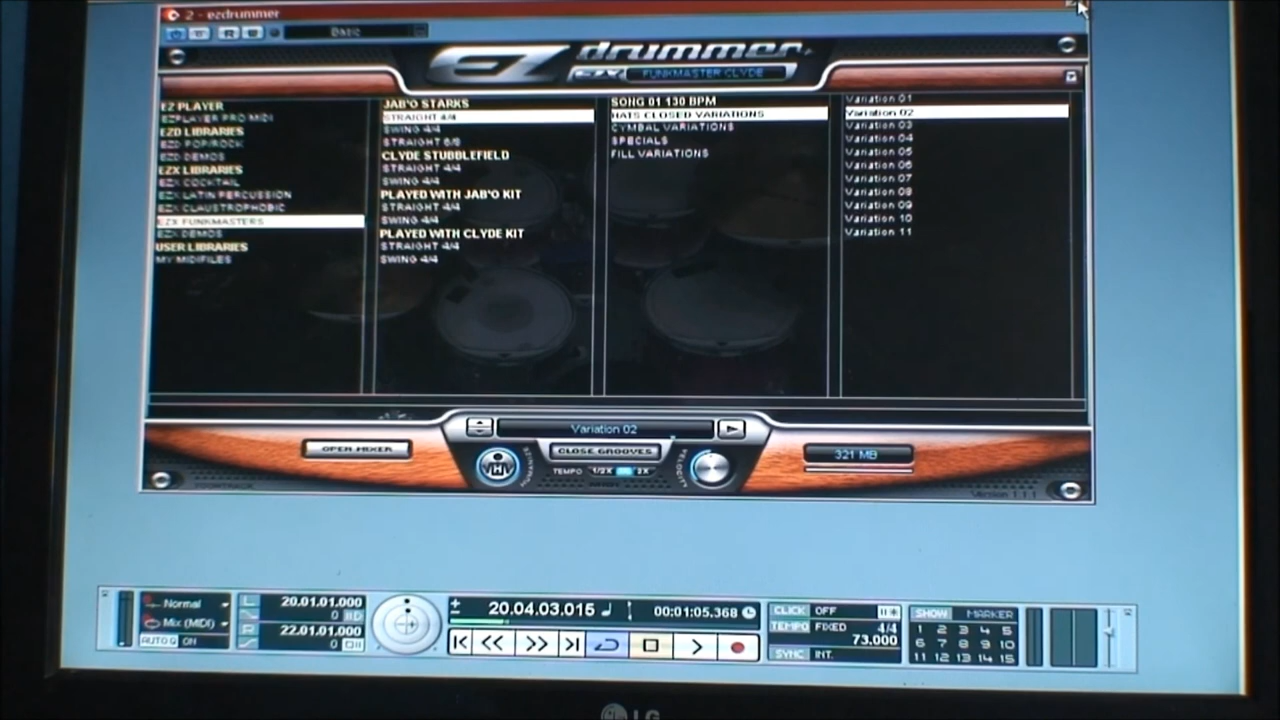 2 - ezdrummer
Basic
EZ drummer
EZX FUNKMASTER CLYDE
EZ PLAYER
EZPLAYER PRO MIDI
EZD LIBRARIES
EZD POP/ROCK
EZD DEMOS
EZX LIBRARIES
EZX COCKTAIL
EZX LATIN PERCUSSION
EZX CLAUSTROPHOBIC
EZX FUNKMASTERS
EZX DEMOS
USER LIBRARIES
MY MIDIFILES
JAB'O STARKS
STRAIGHT 4/4
SWING 4/4
STRAIGHT 6/8
CLYDE STUBBLEFIELD
STRAIGHT 4/4
SWING 4/4
PLAYED WITH JAB'O KIT
STRAIGHT 4/4
SWING 4/4
PLAYED WITH CLYDE KIT
STRAIGHT 4/4
SWING 4/4
SONG 01 130 BPM
HATS CLOSED VARIATIONS
CYMBAL VARIATIONS
SPECIALS
FILL VARIATIONS
Variation 01
Variation 02
Variation 03
Variation 04
Variation 05
Variation 06
Variation 07
Variation 08
Variation 09
Variation 10
Variation 11
Variation 02
OPEN MIXER
CLOSE GROOVES
HUMANIZE
TEMPO 1/2X 2X
VELOCITY
321 MB
TOONTRACK
Version 1.1.1
Normal
Mix (MIDI)
AUTO Q ON
L 20.01.01.000
0
R 22.01.01.000
0
20.04.03.015
00:01:05.368
CLICK OFF
TEMPO FIXED 4/4
73.000
SYNC INT.
SHOW MARKER
1 2 3 4 5
6 7 8 9 10
11 12 13 14 15
LG